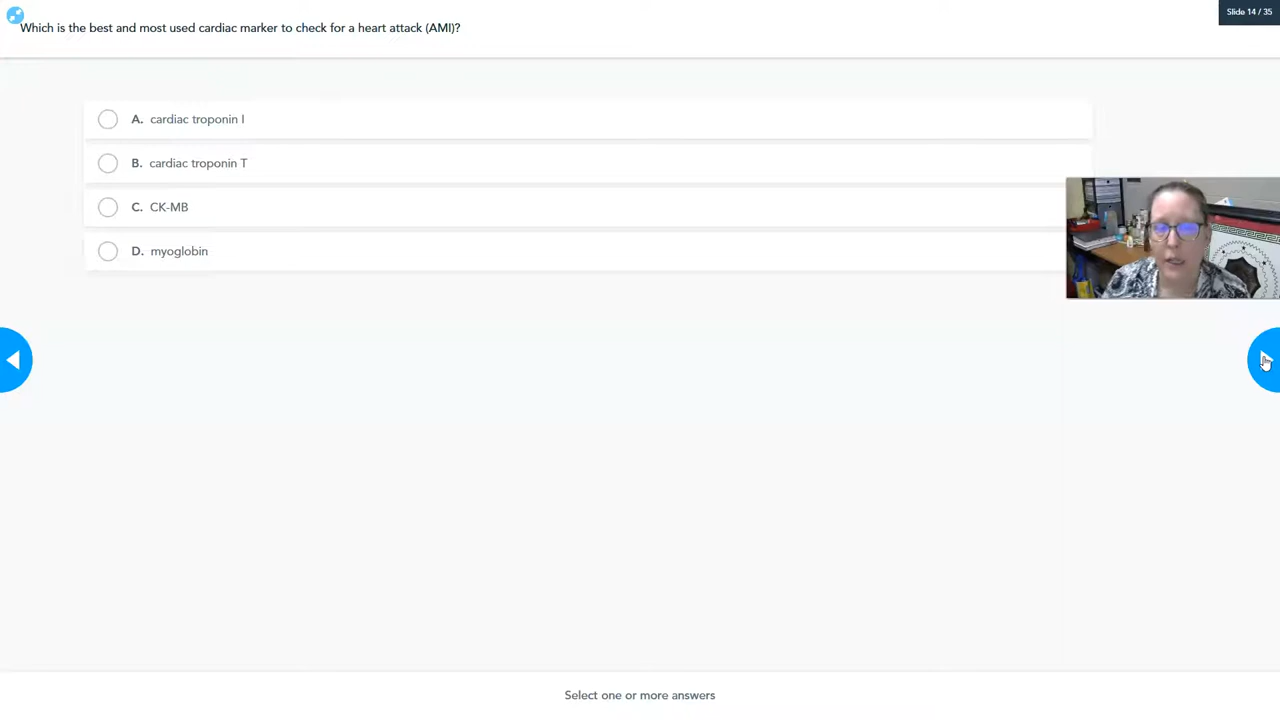 Which is the best and most used cardiac marker to check for a heart attack (AMI)?
Slide 14 / 35
A. cardiac troponin I
B. cardiac troponin T
C. CK-MB
D. myoglobin
Select one or more answers